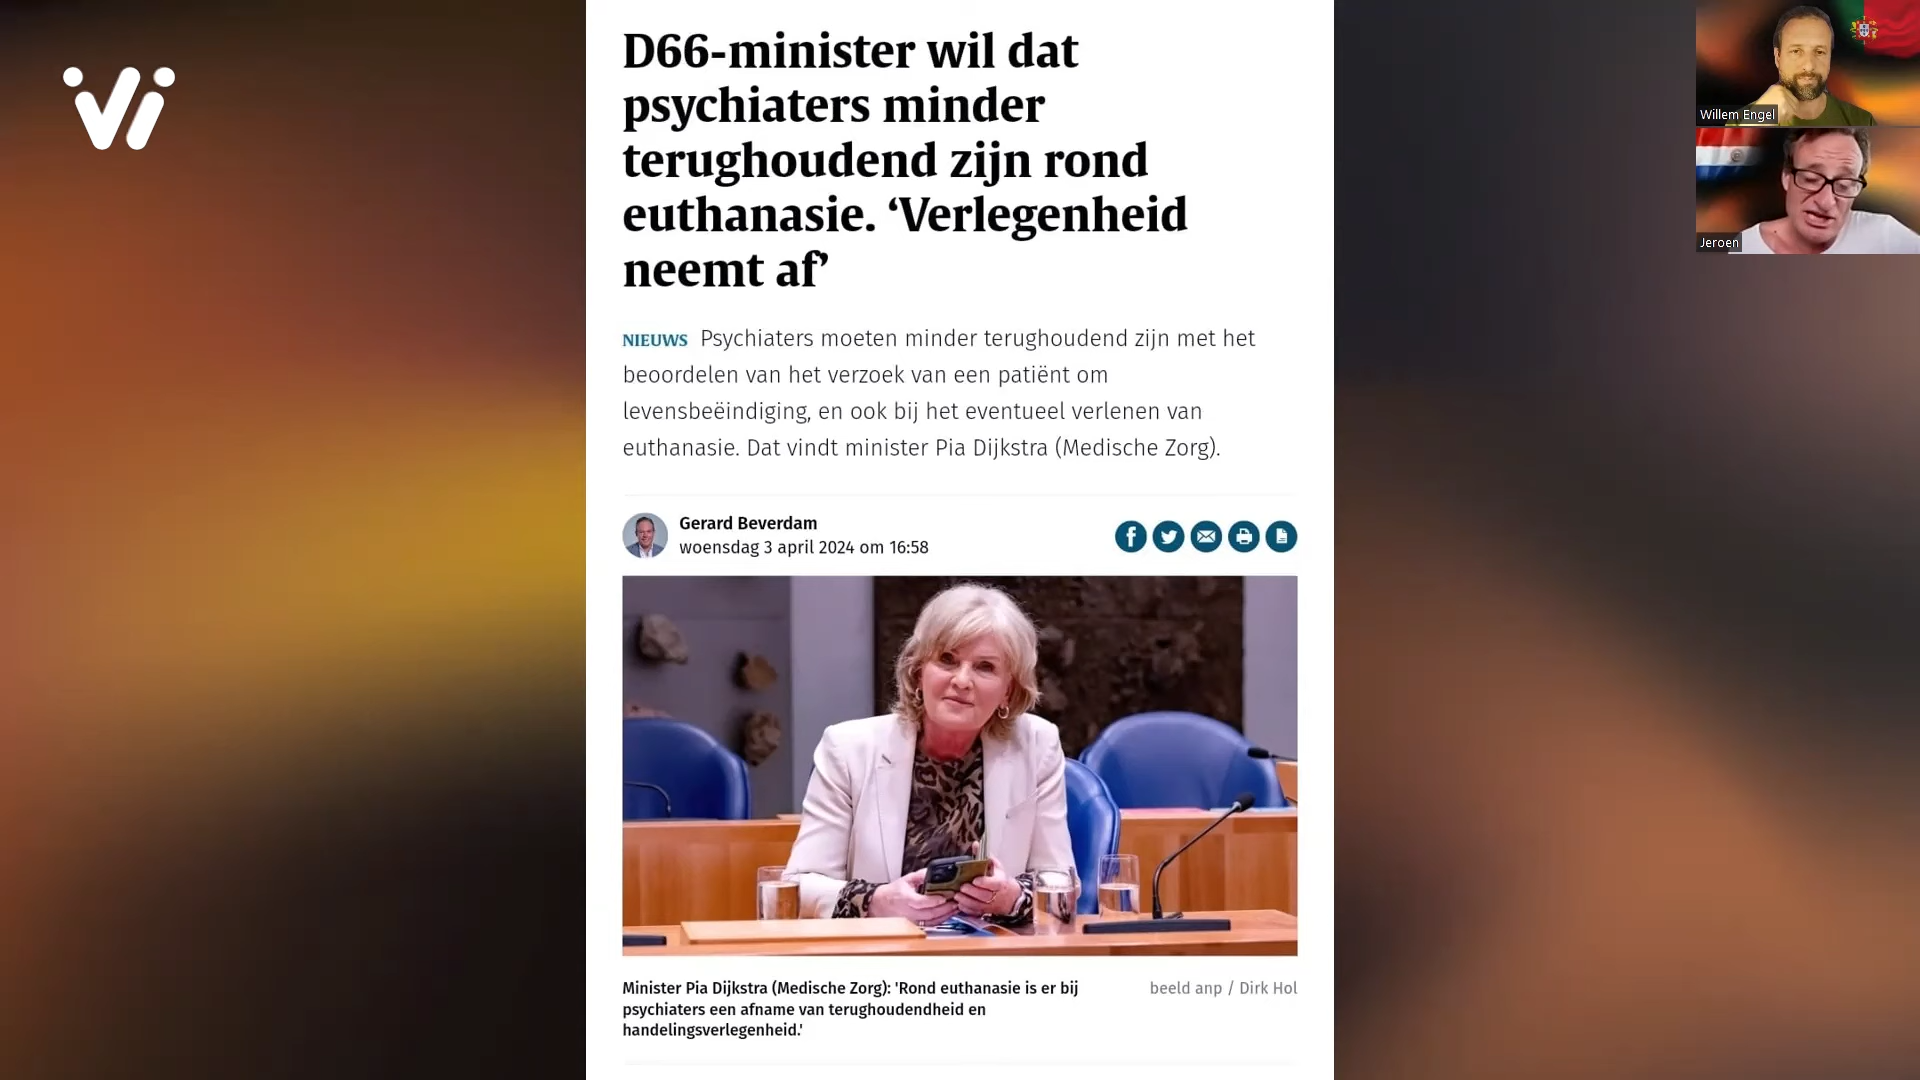 D66-minister wil dat
psychiaters minder
terughoudend zijn rond
euthanasie. ‘Verlegenheid
neemt af’
NIEUWS Psychiaters moeten minder terughoudend zijn met het
beoordelen van het verzoek van een patiënt om
levensbeëindiging, en ook bij het eventueel verlenen van
euthanasie. Dat vindt minister Pia Dijkstra (Medische Zorg).
Gerard Beverdam
woensdag 3 april 2024 om 16:58
Minister Pia Dijkstra (Medische Zorg): 'Rond euthanasie is er bij
psychiaters een afname van terughoudendheid en
handelingsverlegenheid.'
beeld anp / Dirk Hol
Willem Engel
Jeroen